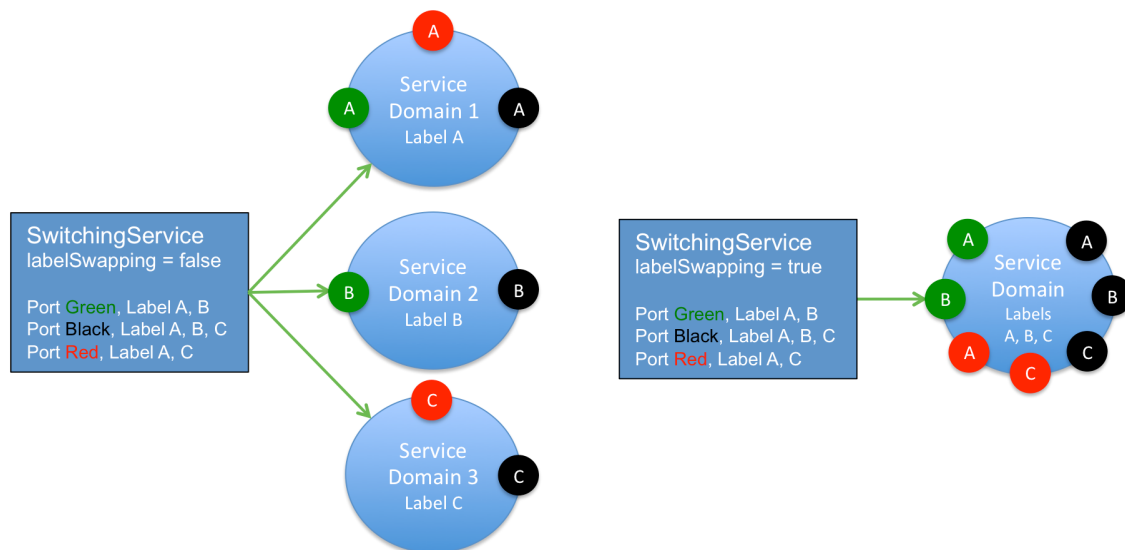 A
Service
Domain 1
Label A
A
A
SwitchingService
labelSwapping = false
Port Green, Label A, B
Port Black, Label A, B, C
Port Red, Label A, C
B
Service
Domain 2
Label B
B
C
Service
Domain 3
Label C
C
SwitchingService
labelSwapping = true
Port Green, Label A, B
Port Black, Label A, B, C
Port Red, Label A, C
A
A
B
Service
Domain
Labels
A, B, C
B
A
C
C